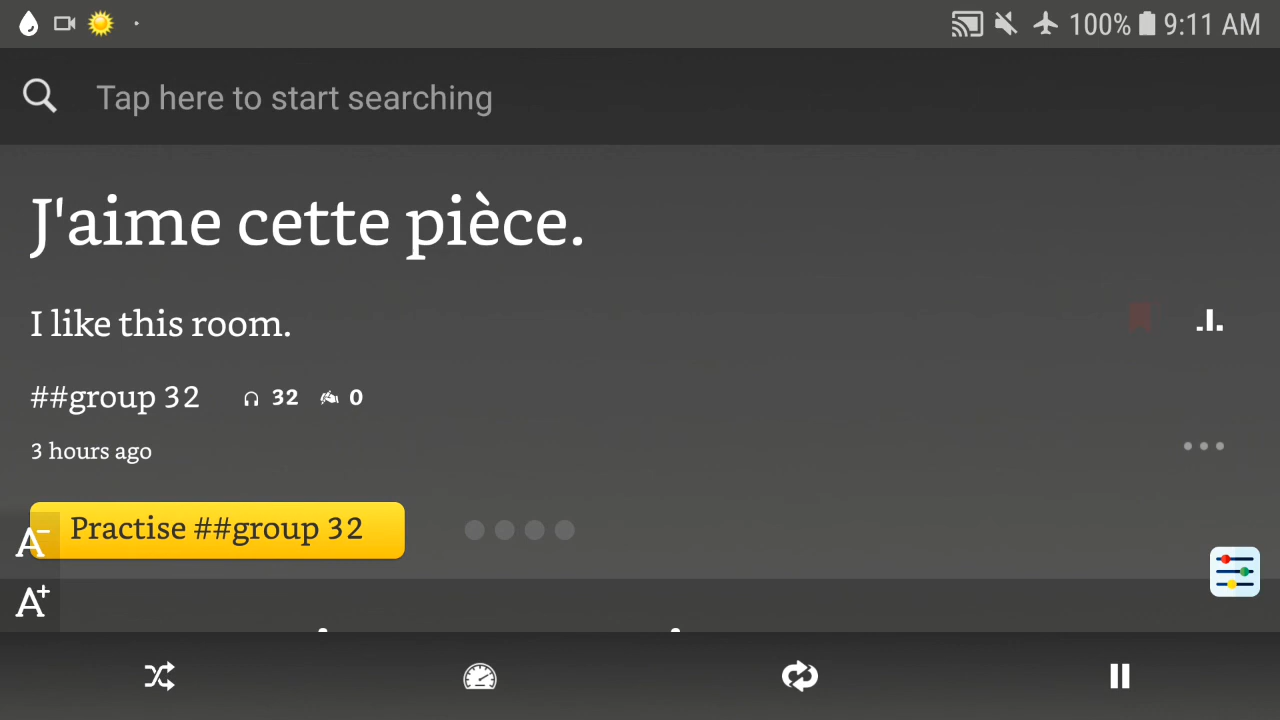 100% 9:11 AM
Tap here to start searching
J'aime cette pièce.
I like this room.
##group 32 32 0
3 hours ago
Practise ##group 32
A-
A+